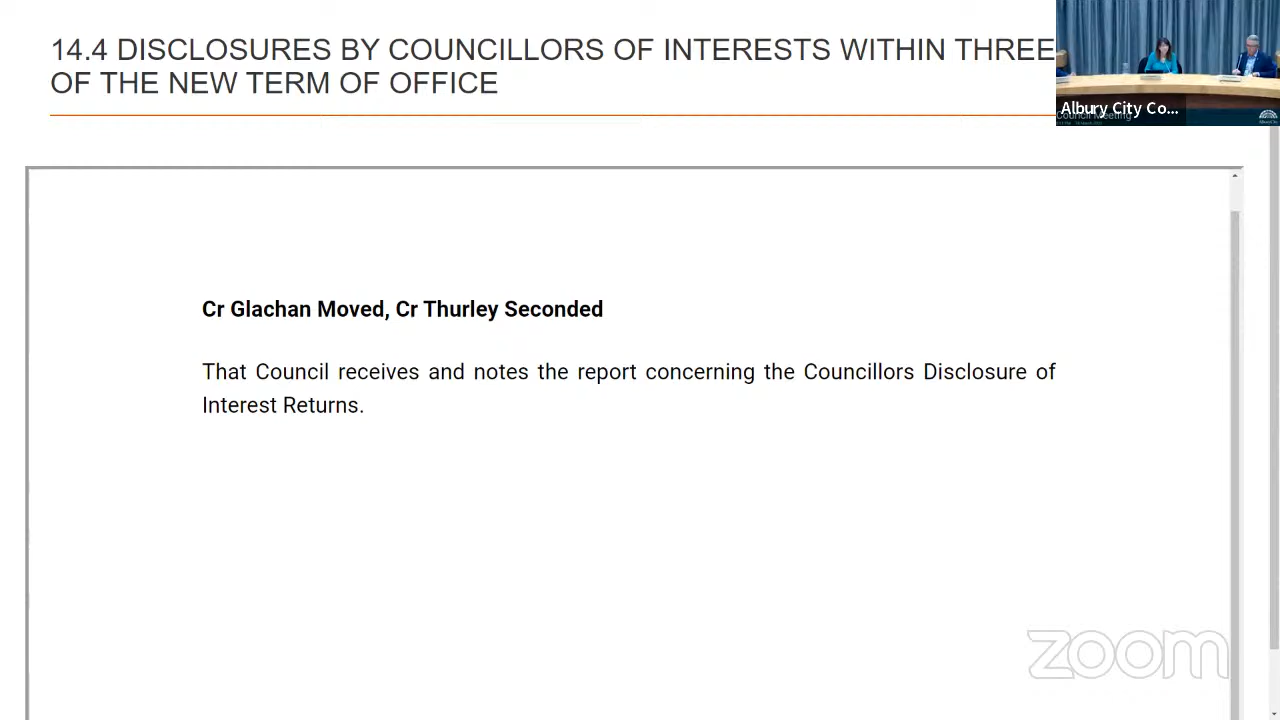 14.4 DISCLOSURES BY COUNCILLORS OF INTERESTS WITHIN THREE
OF THE NEW TERM OF OFFICE
Albury City Co...
Council Meeting
Cr Glachan Moved, Cr Thurley Seconded
That Council receives and notes the report concerning the Councillors Disclosure of
Interest Returns.
zoom